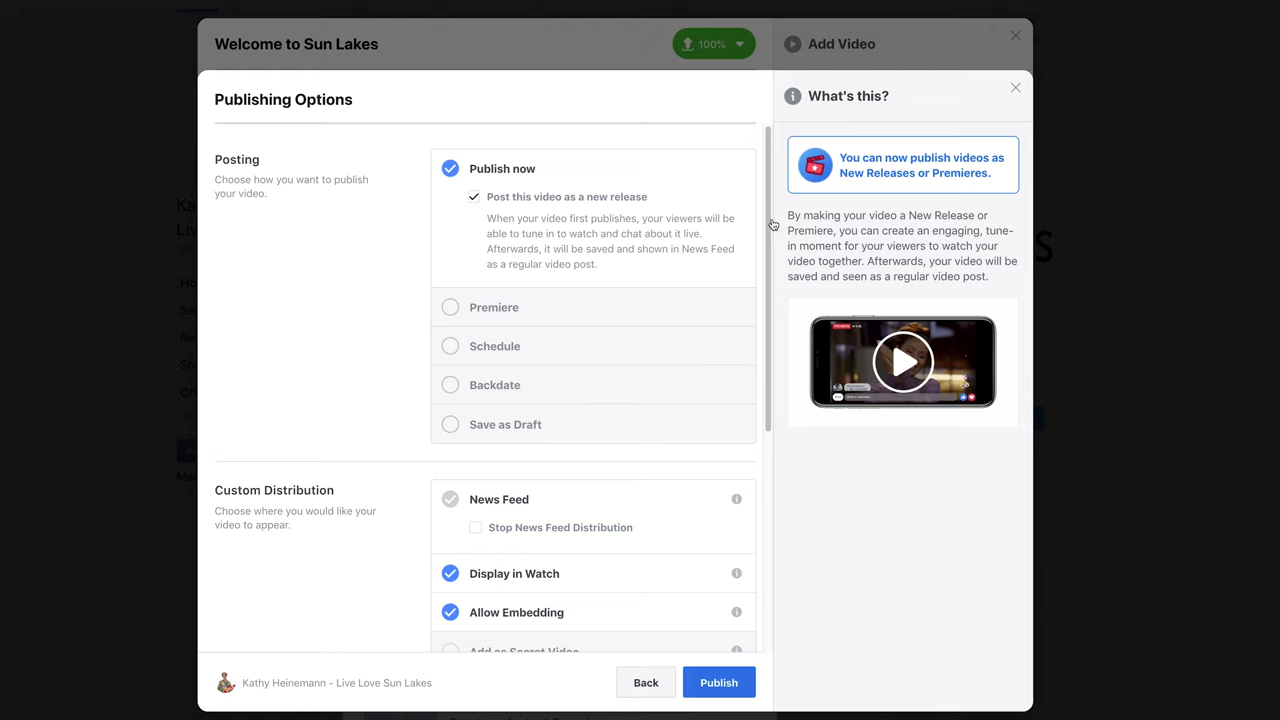 Welcome to Sun Lakes
100%
Add Video
Publishing Options
What's this?
Posting
Choose how you want to publish
your video.
Publish now
Post this video as a new release
When your video first publishes, your viewers will be
able to tune in to watch and chat about it live.
Afterwards, it will be saved and shown in News Feed
as a regular video post.
Premiere
Schedule
Backdate
Save as Draft
You can now publish videos as
New Releases or Premieres.
By making your video a New Release or
Premiere, you can create an engaging, tune-
in moment for your viewers to watch your
video together. Afterwards, your video will be
saved and seen as a regular video post.
Custom Distribution
Choose where you would like your
video to appear.
News Feed
Stop News Feed Distribution
Display in Watch
Allow Embedding
Add as Secret Video
Kathy Heinemann - Live Love Sun Lakes
Back
Publish